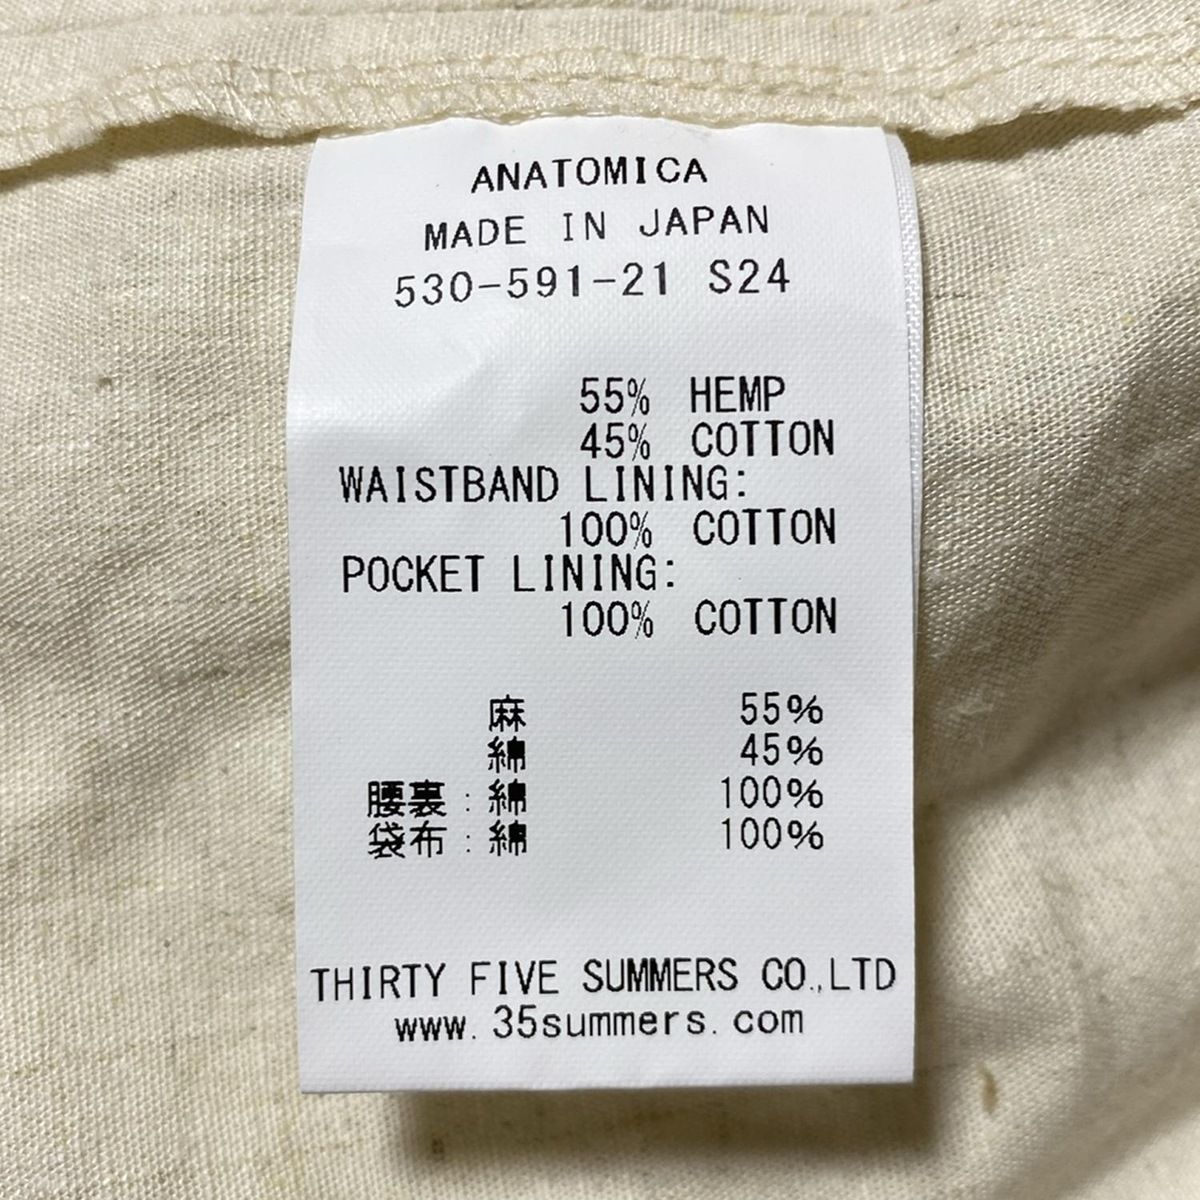 ANATOMICA
MADE IN JAPAN
530-591-21 S24
55% HEMP
45% COTTON
WAISTBAND LINING:
100% COTTON
POCKET LINING:
100% COTTON
麻 55%
綿 45%
腰裏:綿 100%
袋布:綿 100%
THIRTY FIVE SUMMERS CO.,LTD
www.35summers.com